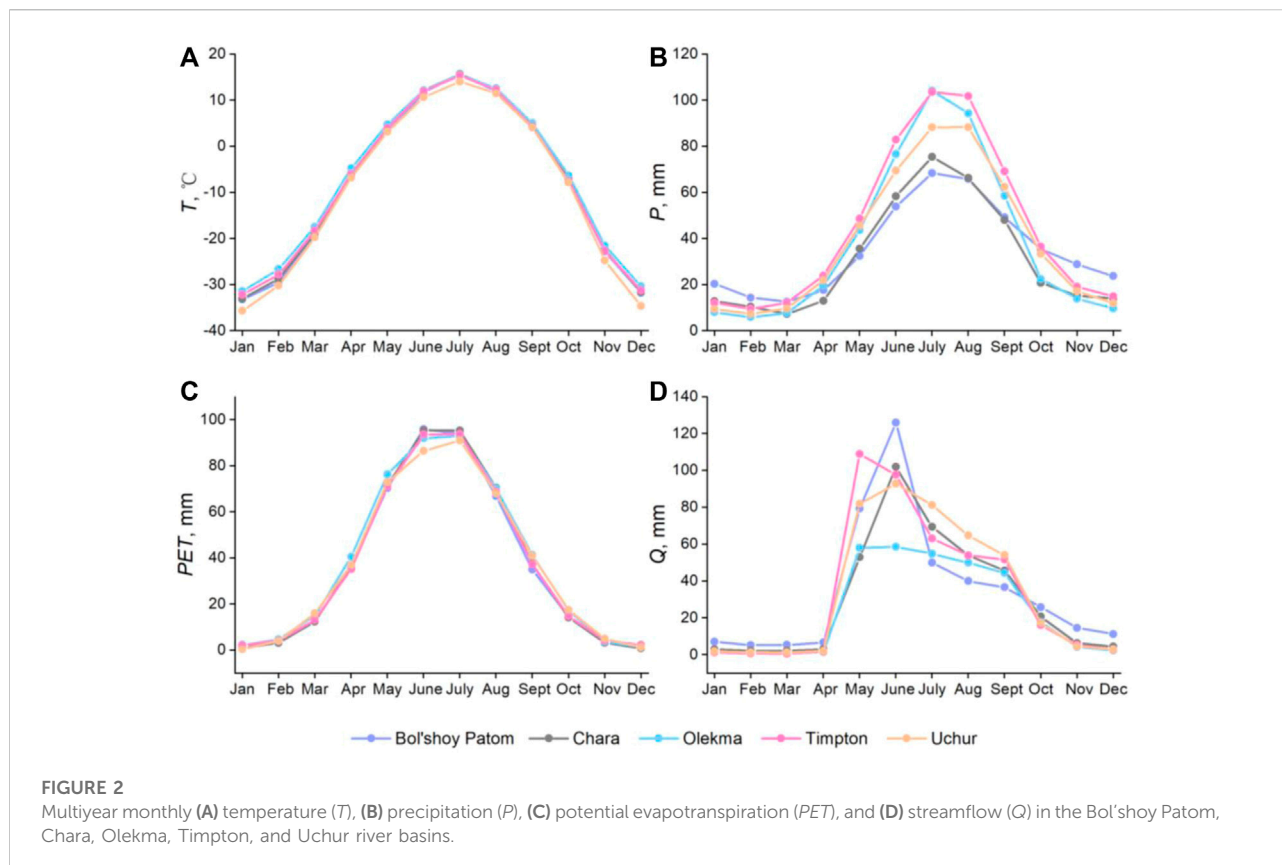 A
T, ℃
20
10
0
-10
-20
-30
-40
Jan Feb Mar Apr May June July Aug Sept Oct Nov Dec
B
P, mm
120
100
80
60
40
20
0
Jan Feb Mar Apr May June July Aug Sept Oct Nov Dec
C
PET, mm
100
80
60
40
20
0
Jan Feb Mar Apr May June July Aug Sept Oct Nov Dec
D
Q, mm
140
120
100
80
60
40
20
0
Jan Feb Mar Apr May June July Aug Sept Oct Nov Dec
Bol'shoy Patom Chara Olekma Timpton Uchur
FIGURE 2
Multiyear monthly (A) temperature (T), (B) precipitation (P), (C) potential evapotranspiration (PET), and (D) streamflow (Q) in the Bol’shoy Patom,
Chara, Olekma, Timpton, and Uchur river basins.